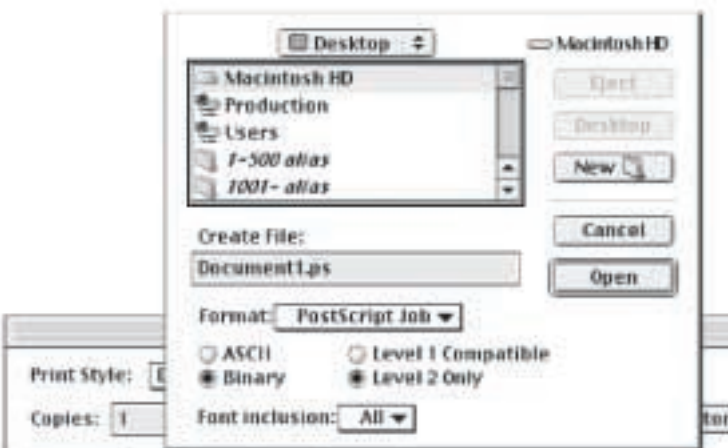 Desktop
Macintosh HD
Macintosh HD
Production
Users
1-500 alias
1001- alias
Eject
Desktop
New
Create File:
Document1.ps
Cancel
Open
Format: PostScript Job
ASCII
Level 1 Compatible
Binary
Level 2 Only
Font inclusion: All
Print Style:
Copies: 1